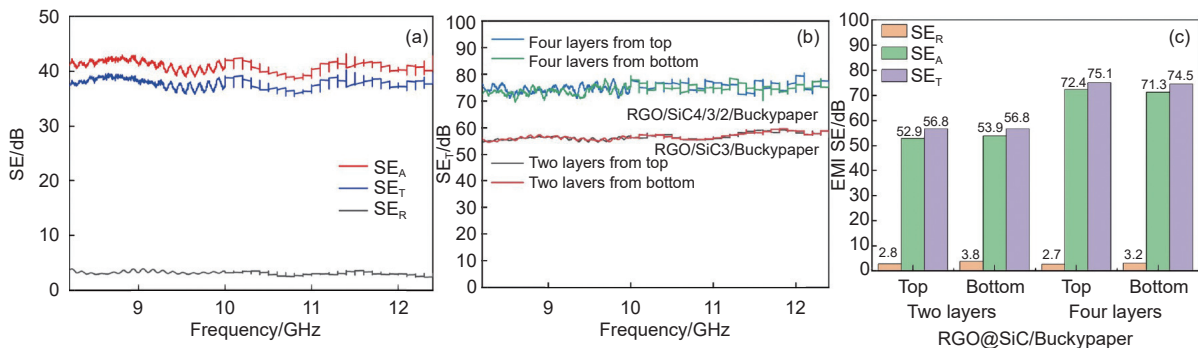 50
40
30
20
10
0
SE/dB
(a)
SE_A
SE_T
SE_R
9
10
11
12
Frequency/GHz
100
90
80
70
60
50
40
30
20
10
0
SE_T/dB
(b)
Four layers from top
Four layers from bottom
RGO/SiC4/3/2/Buckypaper
RGO/SiC3/Buckypaper
Two layers from top
Two lavers from bottom
9
10
11
12
Frequency/GHz
100
90
80
70
60
50
40
30
20
10
0
EMI SE/dB
(c)
SE_R
SE_A
SE_T
2.8
52.9
56.8
3.8
53.9
56.8
2.7
72.4
75.1
3.2
71.3
74.5
Top
Bottom
Top
Bottom
Two layers
Four layers
RGO@SiC/Buckypaper